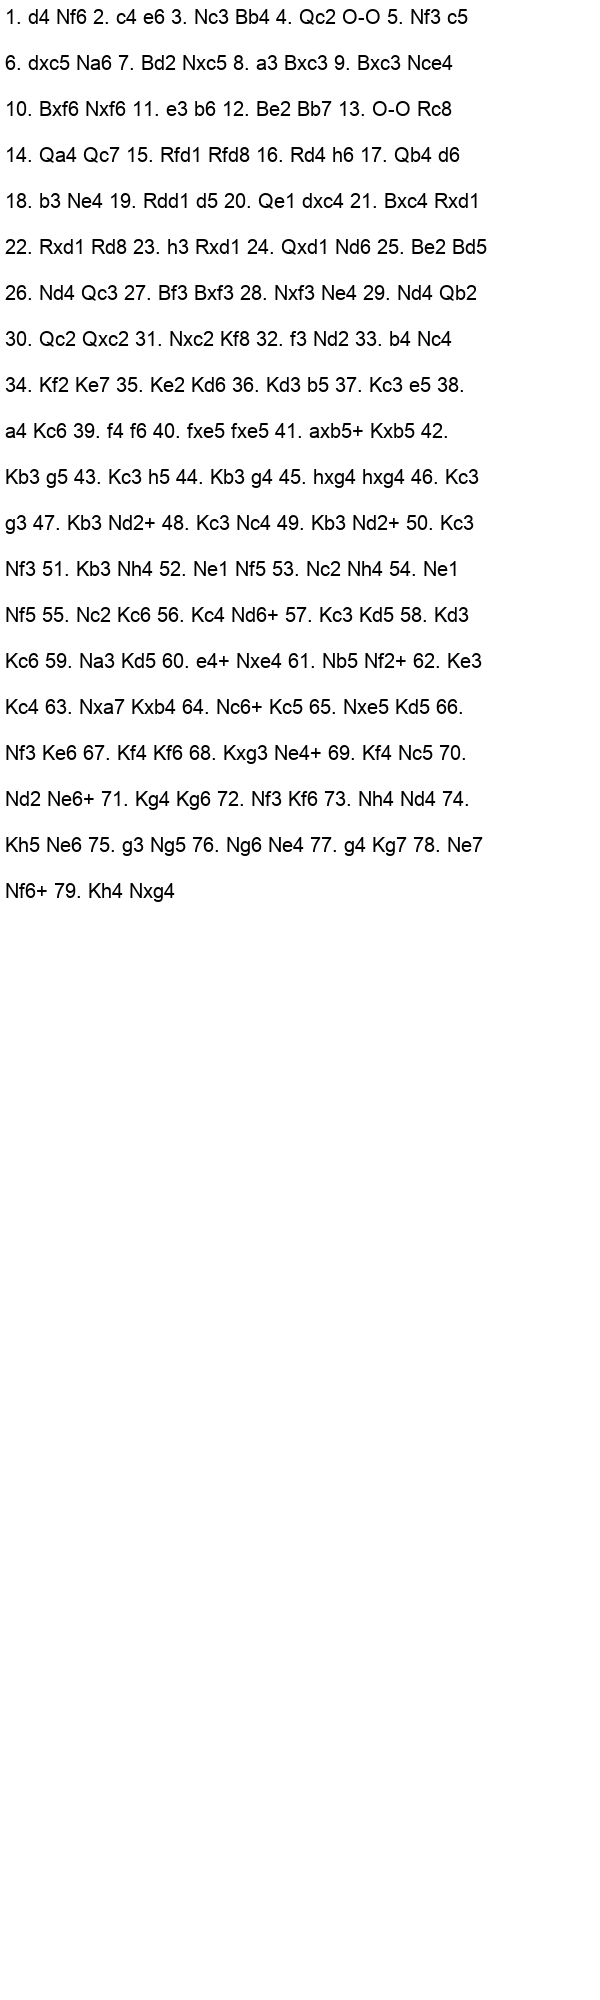 1. d4 Nf6 2. c4 e6 3. Nc3 Bb4 4. Qc2 O-O 5. Nf3 c5
6. dxc5 Na6 7. Bd2 Nxc5 8. a3 Bxc3 9. Bxc3 Nce4
10. Bxf6 Nxf6 11. e3 b6 12. Be2 Bb7 13. O-O Rc8
14. Qa4 Qc7 15. Rfd1 Rfd8 16. Rd4 h6 17. Qb4 d6
18. b3 Ne4 19. Rdd1 d5 20. Qe1 dxc4 21. Bxc4 Rxd1
22. Rxd1 Rd8 23. h3 Rxd1 24. Qxd1 Nd6 25. Be2 Bd5
26. Nd4 Qc3 27. Bf3 Bxf3 28. Nxf3 Ne4 29. Nd4 Qb2
30. Qc2 Qxc2 31. Nxc2 Kf8 32. f3 Nd2 33. b4 Nc4
34. Kf2 Ke7 35. Ke2 Kd6 36. Kd3 b5 37. Kc3 e5 38.
a4 Kc6 39. f4 f6 40. fxe5 fxe5 41. axb5+ Kxb5 42.
Kb3 g5 43. Kc3 h5 44. Kb3 g4 45. hxg4 hxg4 46. Kc3
g3 47. Kb3 Nd2+ 48. Kc3 Nc4 49. Kb3 Nd2+ 50. Kc3
Nf3 51. Kb3 Nh4 52. Ne1 Nf5 53. Nc2 Nh4 54. Ne1
Nf5 55. Nc2 Kc6 56. Kc4 Nd6+ 57. Kc3 Kd5 58. Kd3
Kc6 59. Na3 Kd5 60. e4+ Nxe4 61. Nb5 Nf2+ 62. Ke3
Kc4 63. Nxa7 Kxb4 64. Nc6+ Kc5 65. Nxe5 Kd5 66.
Nf3 Ke6 67. Kf4 Kf6 68. Kxg3 Ne4+ 69. Kf4 Nc5 70.
Nd2 Ne6+ 71. Kg4 Kg6 72. Nf3 Kf6 73. Nh4 Nd4 74.
Kh5 Ne6 75. g3 Ng5 76. Ng6 Ne4 77. g4 Kg7 78. Ne7
Nf6+ 79. Kh4 Nxg4